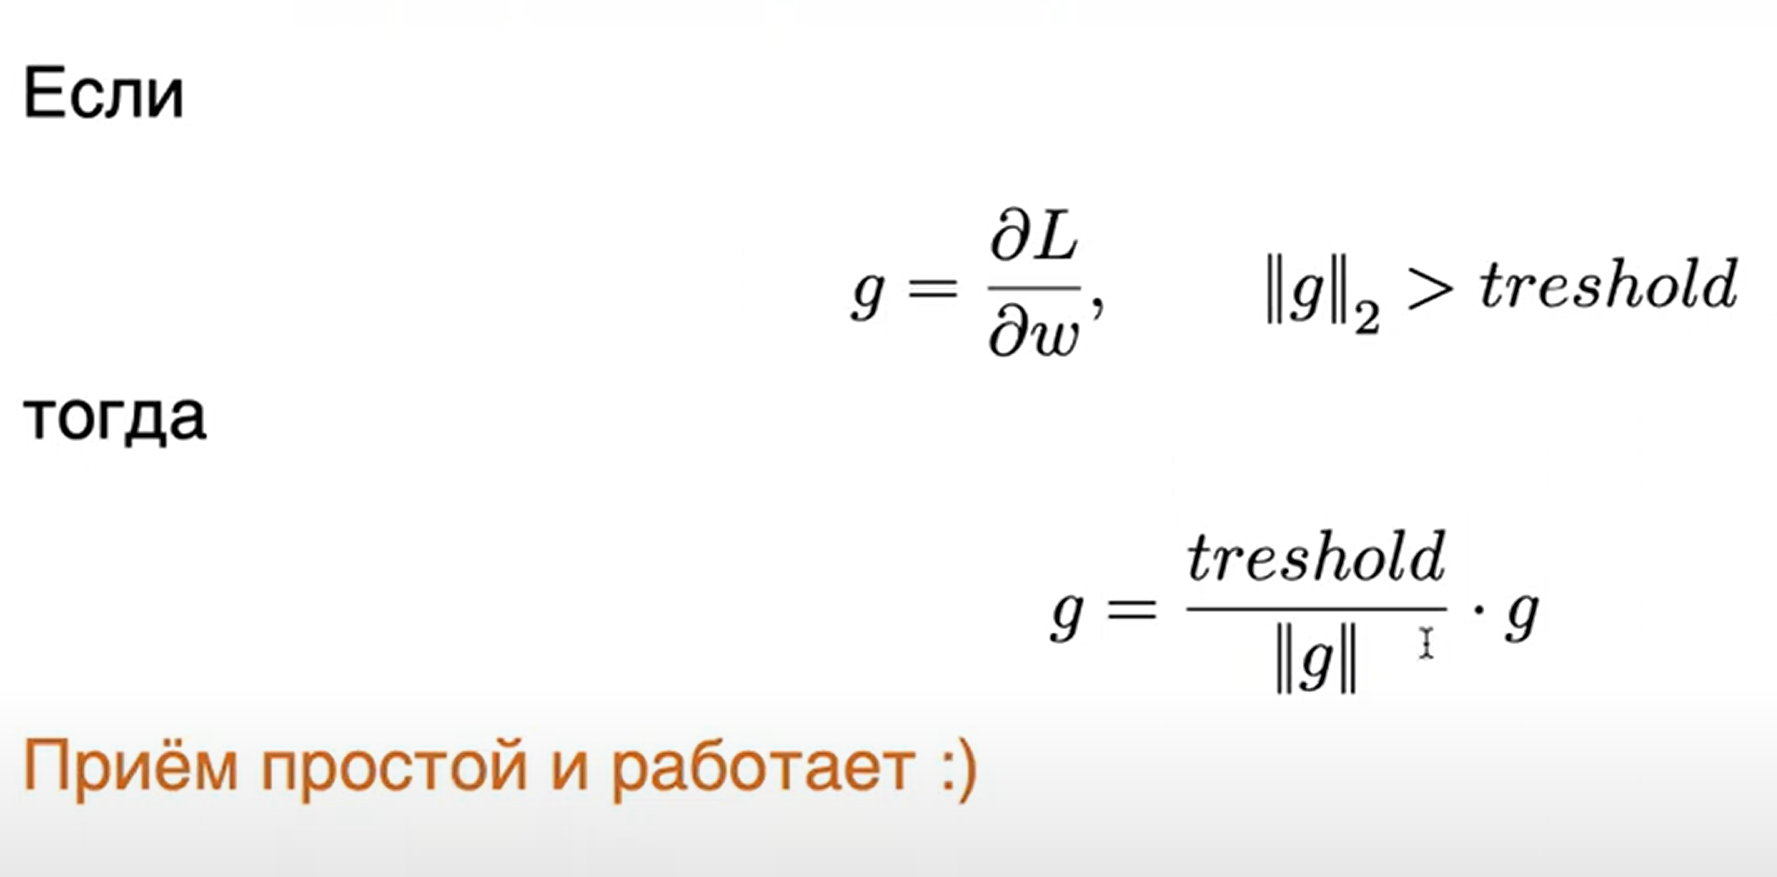 Если
g = ∂L/∂w, ‖g‖₂ > treshold
тогда
g = treshold/‖g‖ · g
Приём простой и работает :)